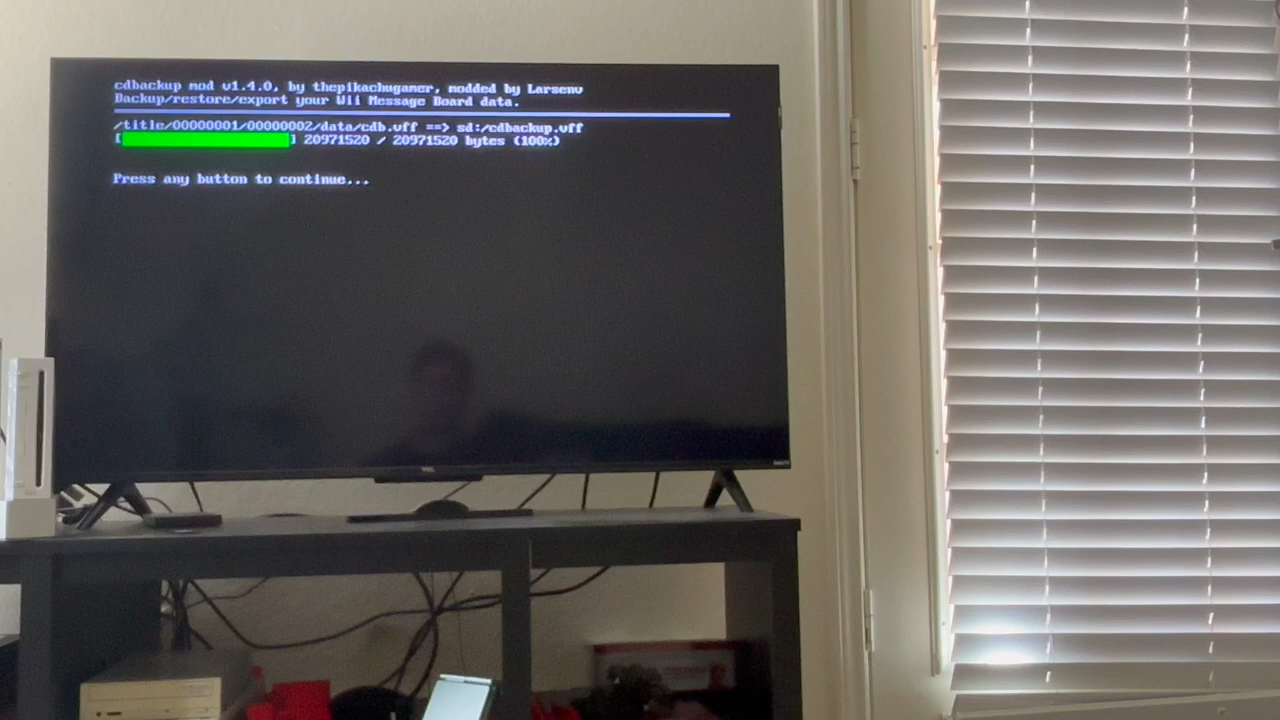 cdbackup mod v1.4.0, by thepikachugamer, modded by Larsenv
Backup/restore/export your Wii Message Board data.
/title/00000001/00000002/data/cdb.vff ==> sd:/cdbackup.vff
[ ] 20971520 / 20971520 bytes (100%)
Press any button to continue...
TCL